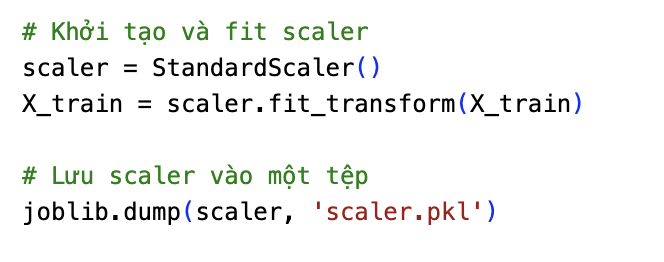 # Khởi tạo và fit scaler
scaler = StandardScaler()
X_train = scaler.fit_transform(X_train)
# Lưu scaler vào một tệp
joblib.dump(scaler, 'scaler.pkl')